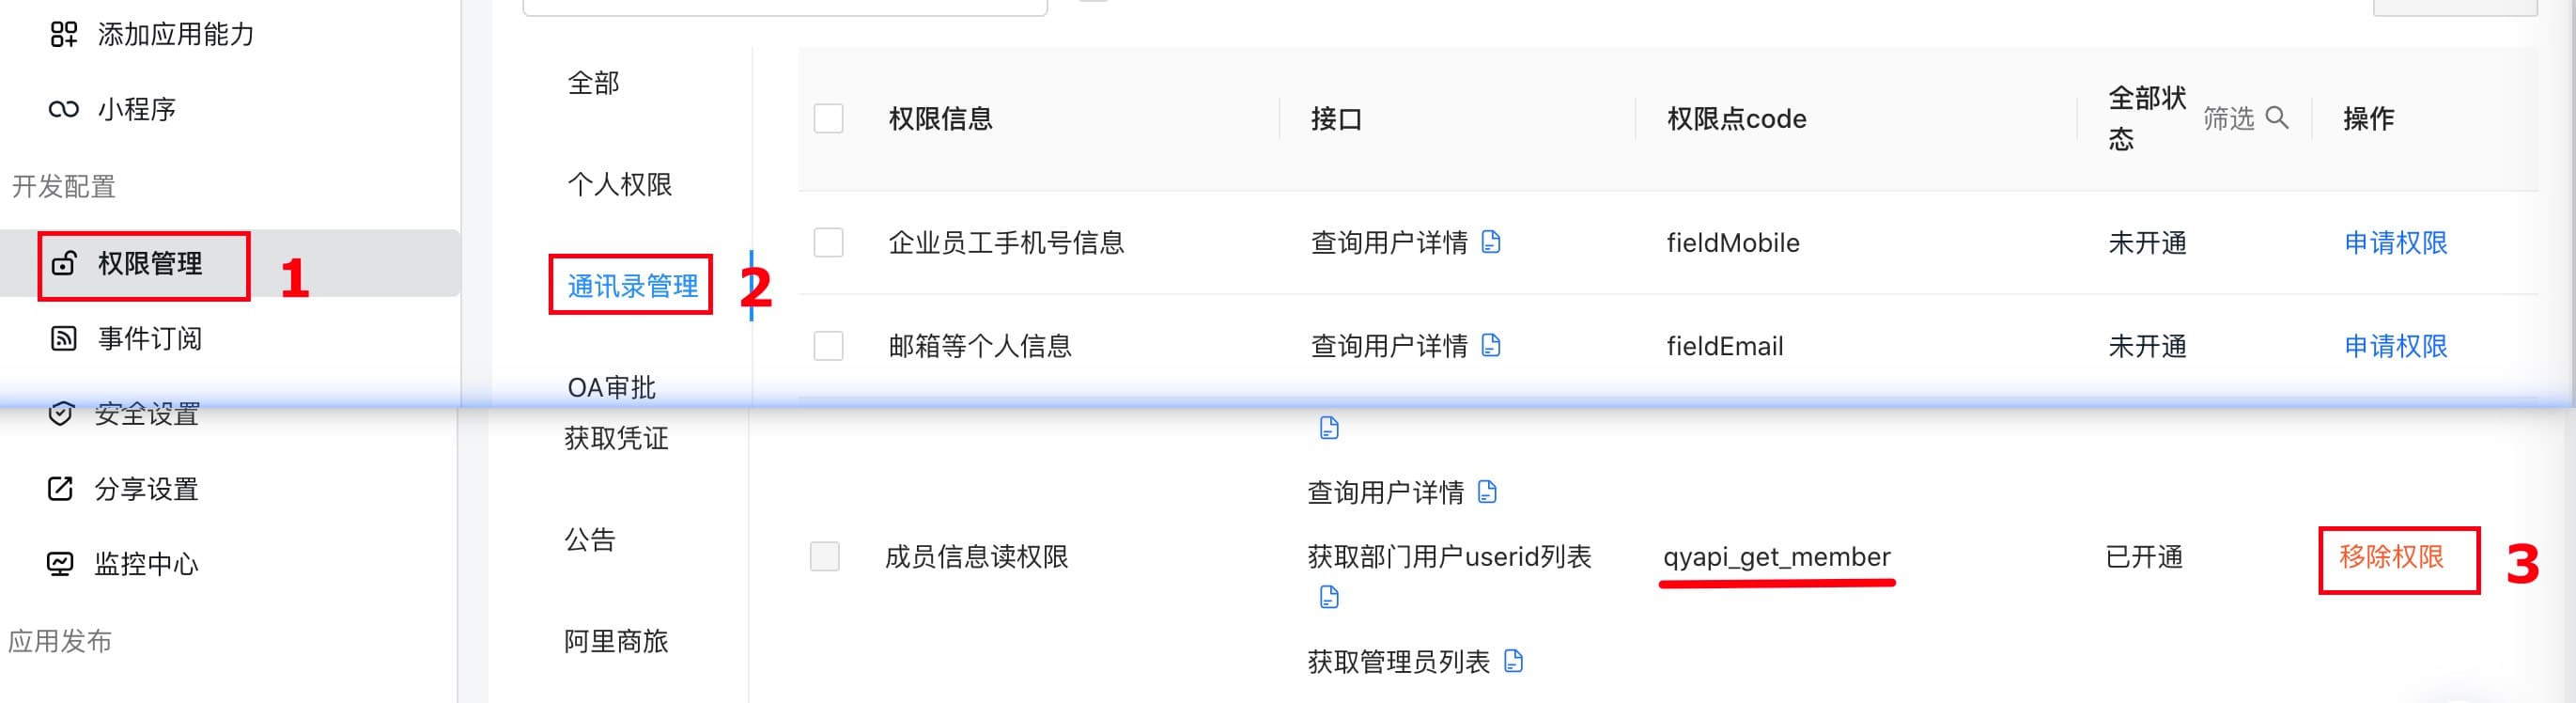 添加应用能力
小程序
开发配置
权限管理
1
事件订阅
安全设置
分享设置
监控中心
应用发布
全部
个人权限
通讯录管理
2
OA审批
获取凭证
公告
阿里商旅
权限信息 接口 权限点code 全部状态 筛选 操作
企业员工手机号信息 查询用户详情 fieldMobile 未开通 申请权限
邮箱等个人信息 查询用户详情 fieldEmail 未开通 申请权限
查询用户详情
成员信息读权限 获取部门用户userid列表 qyapi_get_member 已开通 移除权限 3
获取管理员列表